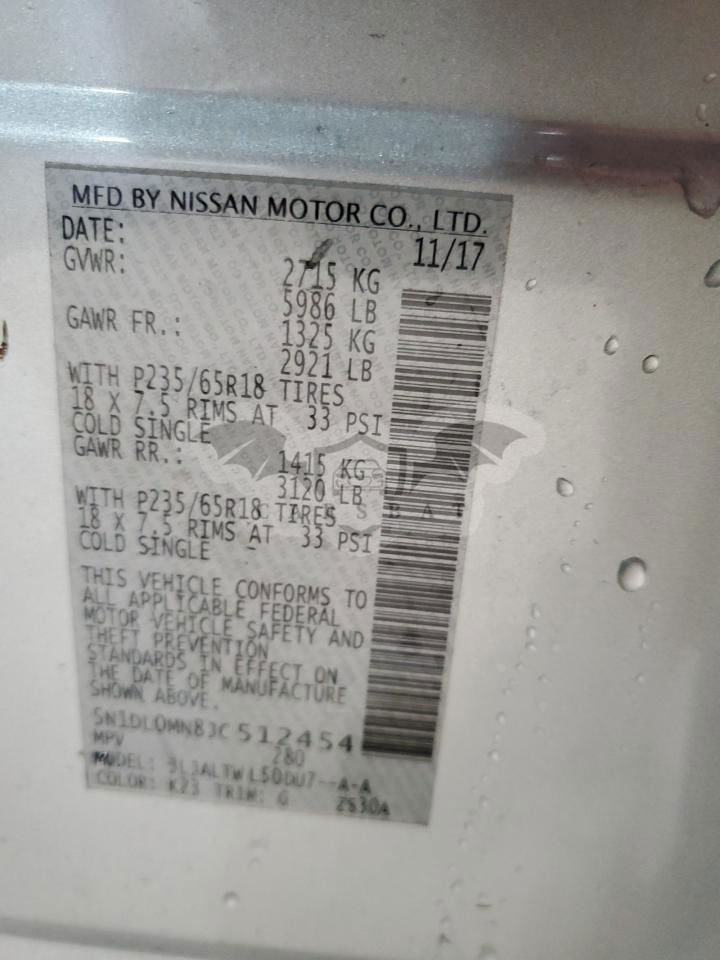 MFD BY NISSAN MOTOR CO., LTD.
DATE: 11/17
GVWR: 2715 KG
5986 LB
GAWR FR.: 1325 KG
2921 LB
WITH P235/65R18 TIRES
18 X 7.5 RIMS AT 33 PSI
COLD SINGLE
GAWR RR.: 1415 KG
3120 LB
WITH P235/65R18 TIRES
18 X 7.5 RIMS AT 33 PSI
COLD SINGLE
THIS VEHICLE CONFORMS TO
ALL APPLICABLE FEDERAL
MOTOR VEHICLE SAFETY AND
THEFT PREVENTION
STANDARDS IN EFFECT ON
THE DATE OF MANUFACTURE
SHOWN ABOVE.
5N1DL0MN8JC512454
MPV 280
MODEL:
COLOR: K23 TRIM: G 2630A